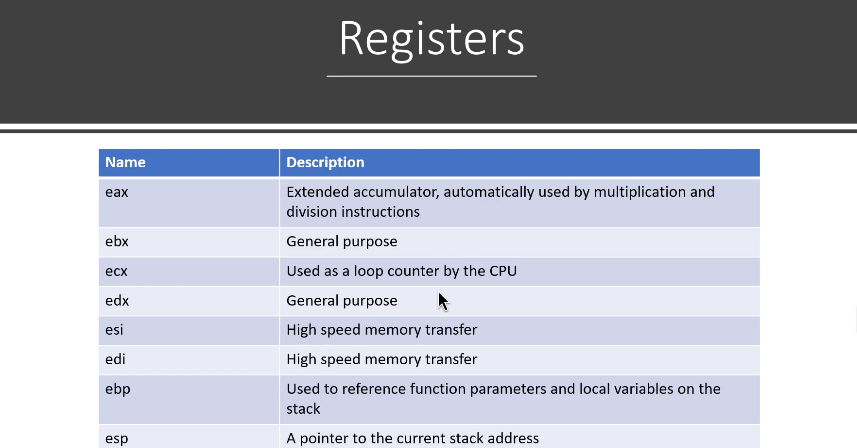 Registers
Name Description
eax Extended accumulator, automatically used by multiplication and
division instructions
ebx General purpose
ecx Used as a loop counter by the CPU
edx General purpose
esi High speed memory transfer
edi High speed memory transfer
ebp Used to reference function parameters and local variables on the
stack
esp A pointer to the current stack address